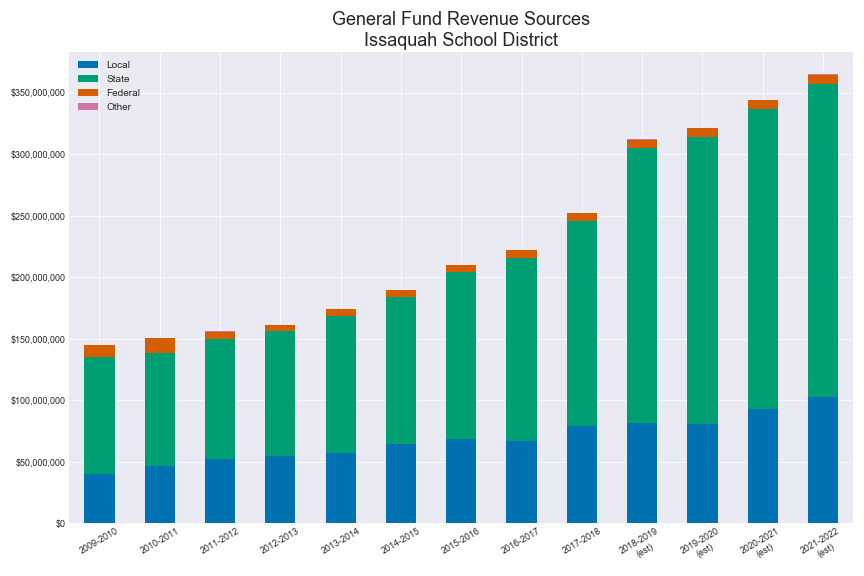 General Fund Revenue Sources
Issaquah School District
Local
State
Federal
Other
$350,000,000
$300,000,000
$250,000,000
$200,000,000
$150,000,000
$100,000,000
$50,000,000
$0
2009-2010
2010-2011
2011-2012
2012-2013
2013-2014
2014-2015
2015-2016
2016-2017
2017-2018
2018-2019
(est)
2019-2020
(est)
2020-2021
(est)
2021-2022
(est)